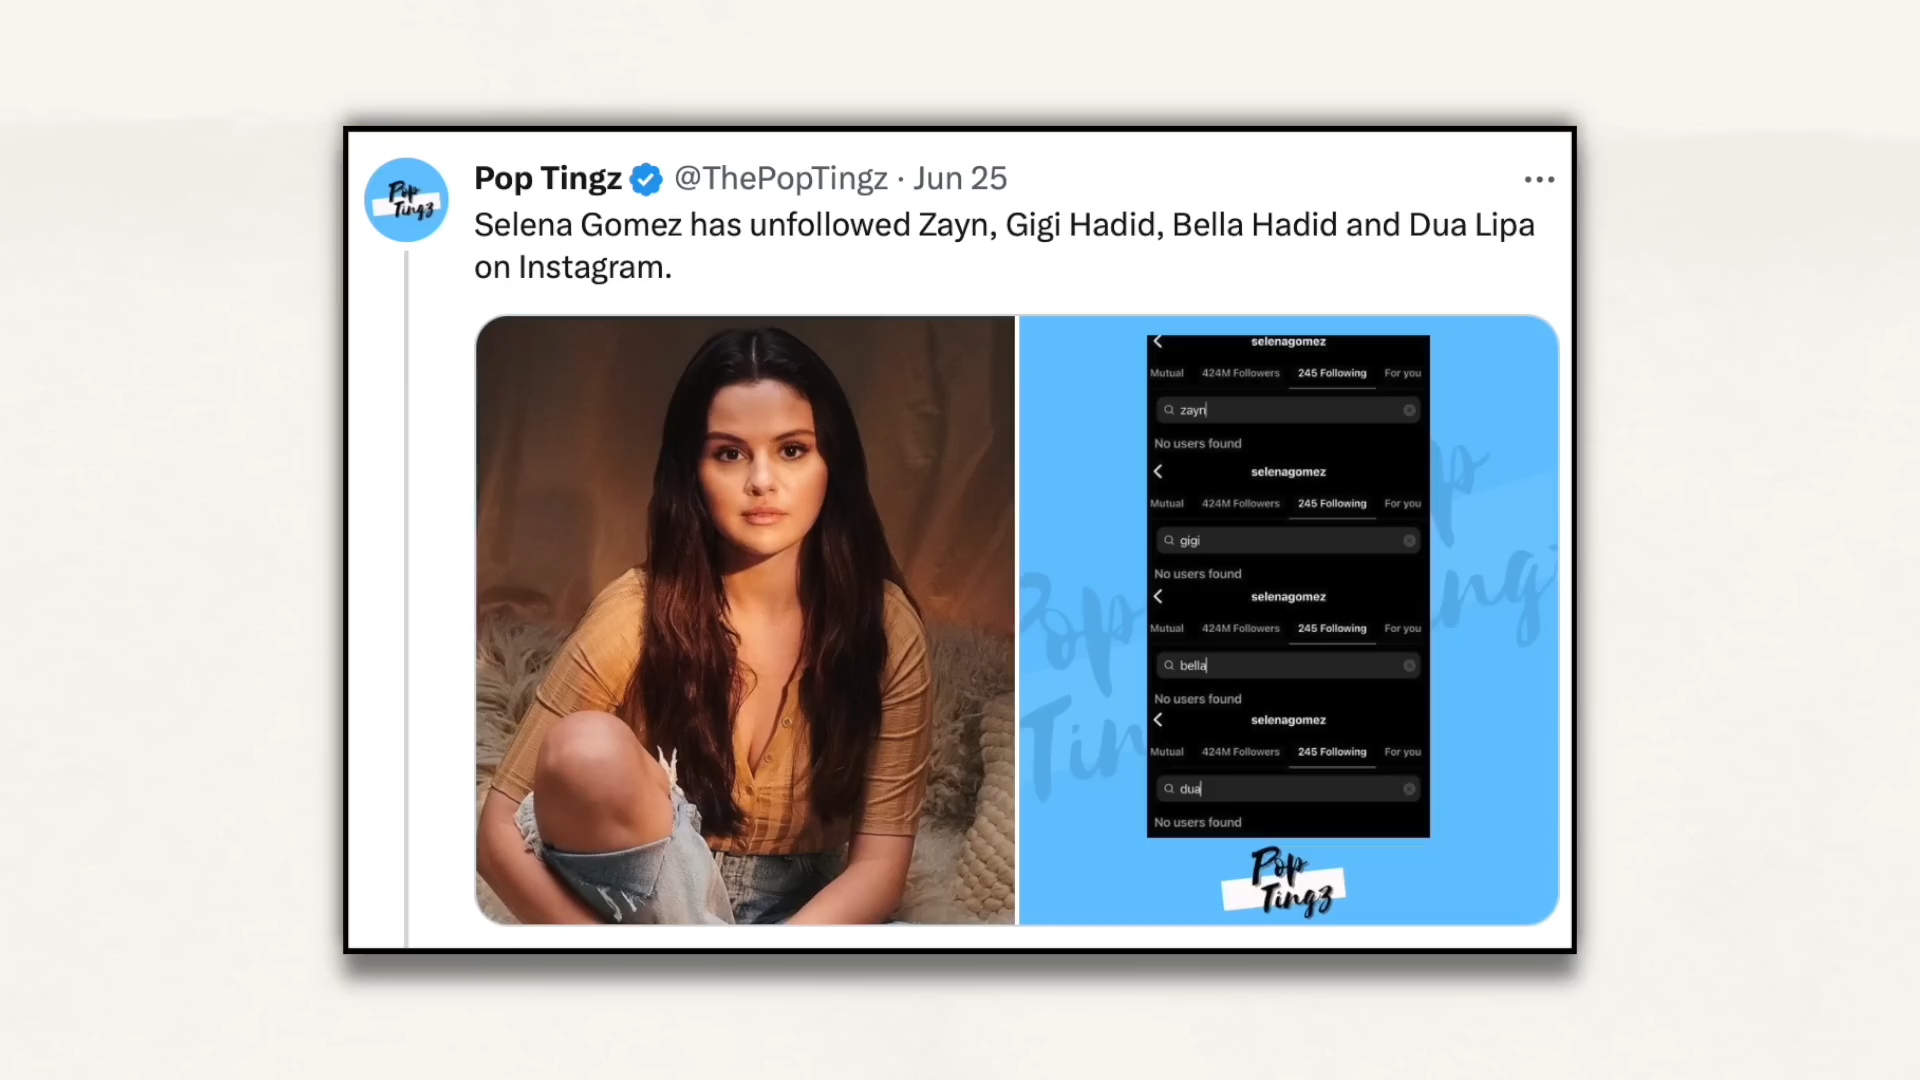 Pop Tingz @ThePopTingz · Jun 25
Selena Gomez has unfollowed Zayn, Gigi Hadid, Bella Hadid and Dua Lipa
on Instagram.
Pop
Tingz
selenagomez
Mutual 424M Followers 245 Following For you
zayn
No users found
selenagomez
Mutual 424M Followers 245 Following For you
gigi
No users found
selenagomez
Mutual 424M Followers 245 Following For you
bella
No users found
selenagomez
Mutual 424M Followers 245 Following For you
dua
No users found
Pop
Tingz